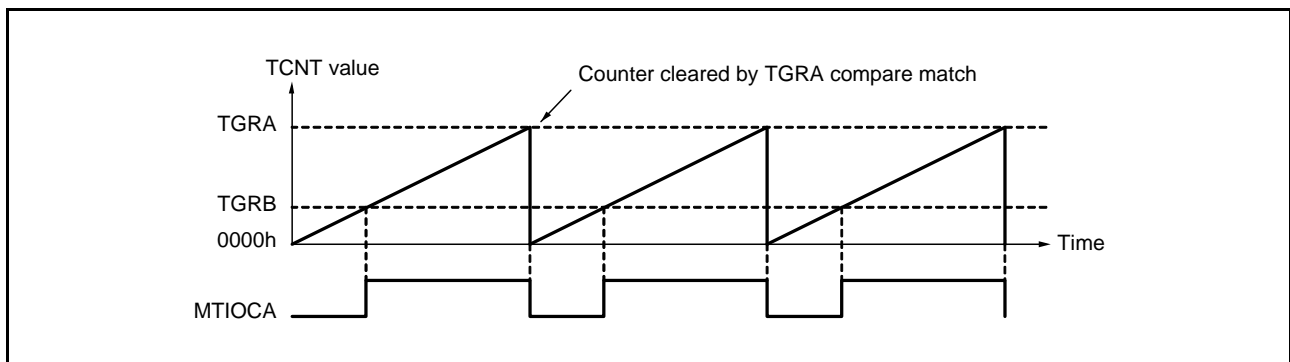 TCNT value
Counter cleared by TGRA compare match
TGRA
TGRB
0000h
Time
MTIOCA